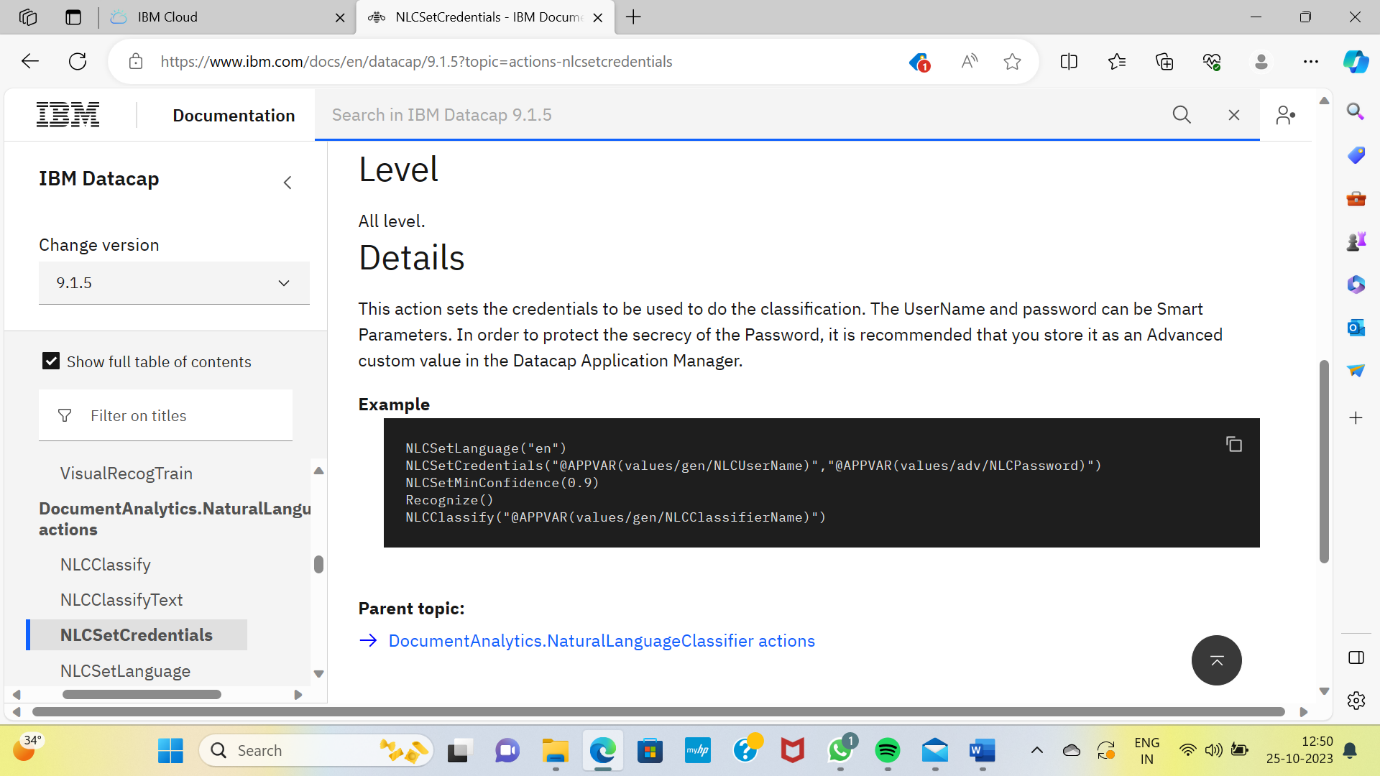 IBM Cloud
NLCSetCredentials - IBM Docum
https://www.ibm.com/docs/en/datacap/9.1.5?topic=actions-nlcsetcredentials
1
IBM
Documentation
Search in IBM Datacap 9.1.5
IBM Datacap
Change version
9.1.5
Show full table of contents
Filter on titles
VisualRecogTrain
DocumentAnalytics.NaturalLangu
actions
NLCClassify
NLCClassifyText
NLCSetCredentials
NLCSetLanguage
Level
All level.
Details
This action sets the credentials to be used to do the classification. The UserName and password can be Smart
Parameters. In order to protect the secrecy of the Password, it is recommended that you store it as an Advanced
custom value in the Datacap Application Manager.
Example
NLCSetLanguage("en")
NLCSetCredentials("@APPVAR(values/gen/NLCUserName)","@APPVAR(values/adv/NLCPassword)")
NLCSetMinConfidence(0.9)
Recognize()
NLCClassify("@APPVAR(values/gen/NLCClassifierName)")
Parent topic:
DocumentAnalytics.NaturalLanguageClassifier actions
34°
Search
myhp
1
ENG
IN
12:50
25-10-2023